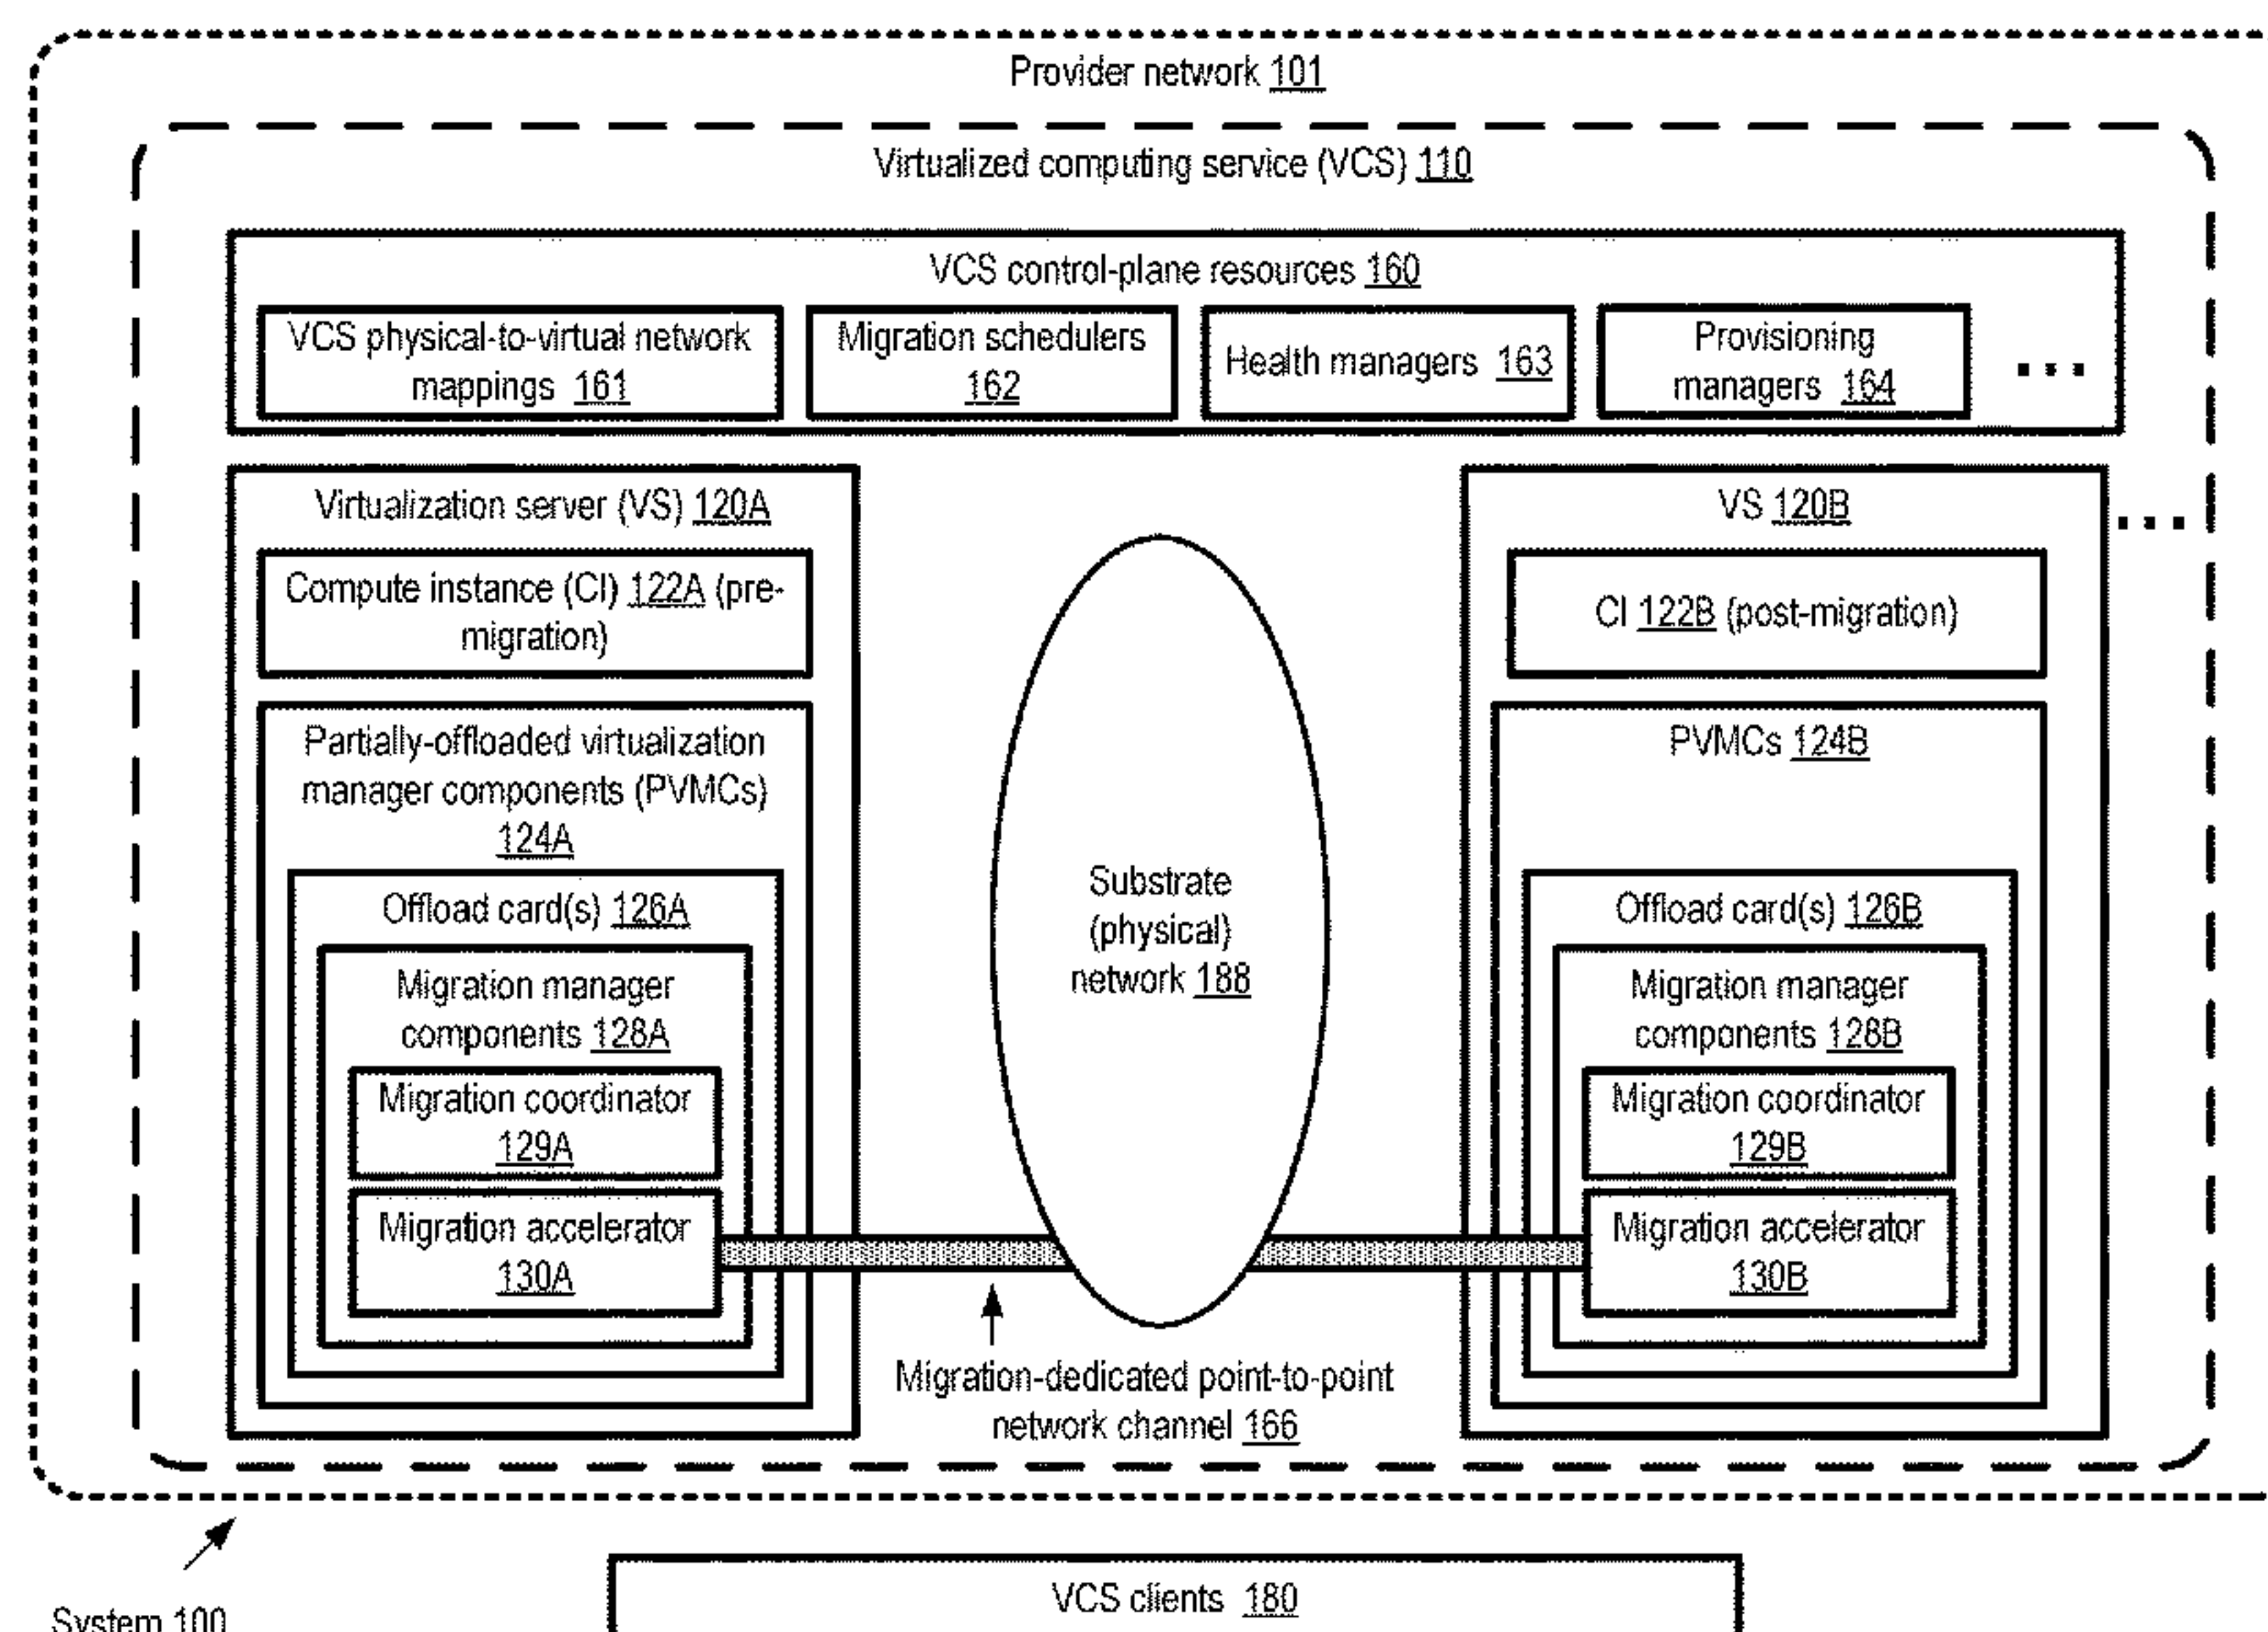 Provider network 101
Virtualized computing service (VCS) 110
VCS control-plane resources 160
VCS physical-to-virtual network
mappings 161
Migration schedulers
162
Health managers 163
Provisioning
managers 164
...
Virtualization server (VS) 120A
Compute instance (CI) 122A (pre-
migration)
Partially-offloaded virtualization
manager components (PVMCs)
124A
Offload card(s) 126A
Migration manager
components 128A
Migration coordinator
129A
Migration accelerator
130A
Substrate
(physical)
network 188
Migration-dedicated point-to-point
network channel 166
VS 120B
...
CI 122B (post-migration)
PVMCs 124B
Offload card(s) 126B
Migration manager
components 128B
Migration coordinator
129B
Migration accelerator
130B
System 100
VCS clients 180